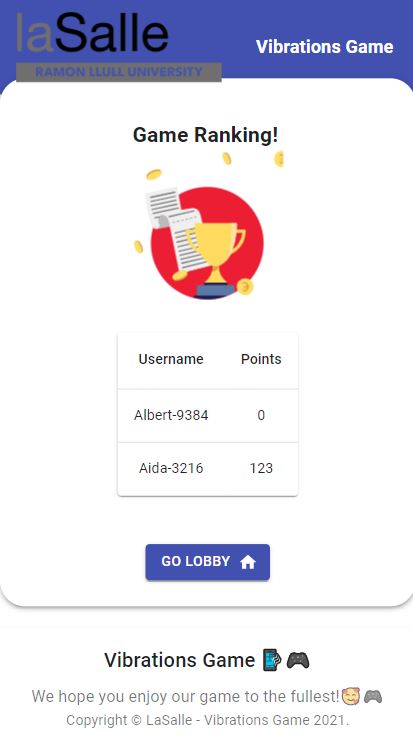 laSalle
RAMON LLULL UNIVERSITY
Vibrations Game
Game Ranking!
Username Points
Albert-9384 0
Aida-3216 123
GO LOBBY
Vibrations Game
We hope you enjoy our game to the fullest!🥰🎮
Copyright © LaSalle - Vibrations Game 2021.